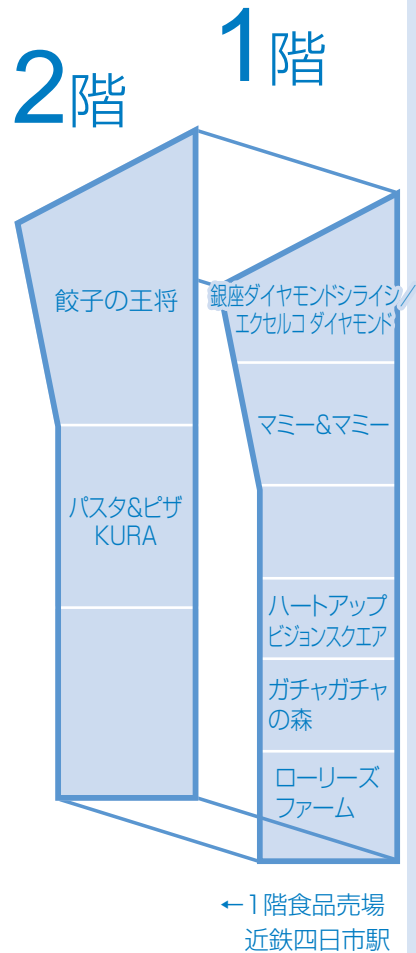 2階
1階
餃子の王将
パスタ&ピザ
KURA
銀座ダイヤモンドシライシ/
エクセルコ ダイヤモンド
マミー&マミー
ハートアップ
ビジョンスクエア
ガチャガチャ
の森
ローリーズ
ファーム
←1階食品売場
近鉄四日市駅